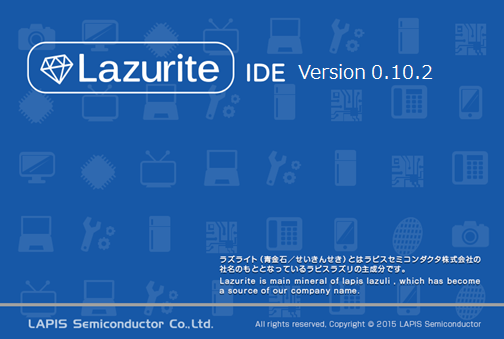 Lazurite IDE Version 0.10.2
ラズライト（青金石／せいきんせき）とはラピスセミコンダクタ株式会社の
社名のもととなっているラピスラズリの主成分です。
Lazurite is main mineral of lapis lazuli , which has become
a source of our company name.
LAPIS Semiconductor Co.,Ltd.
All rights reserved, Copyright © 2015 LAPIS Semiconductor